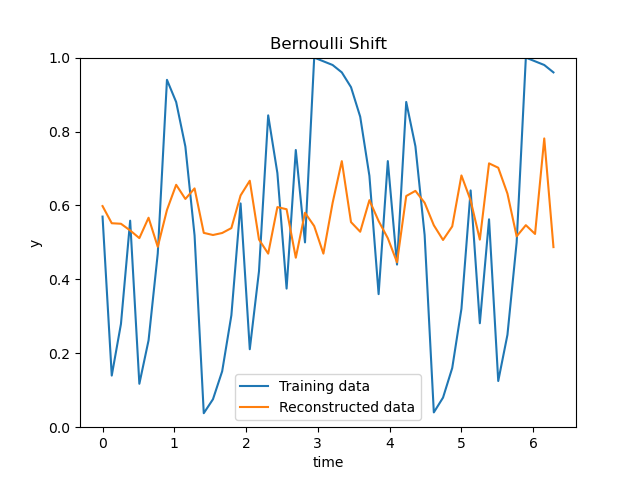 Bernoulli Shift
1.0
0.8
0.6
0.4
0.2
0.0
y
0 1 2 3 4 5 6
time
Training data
Reconstructed data